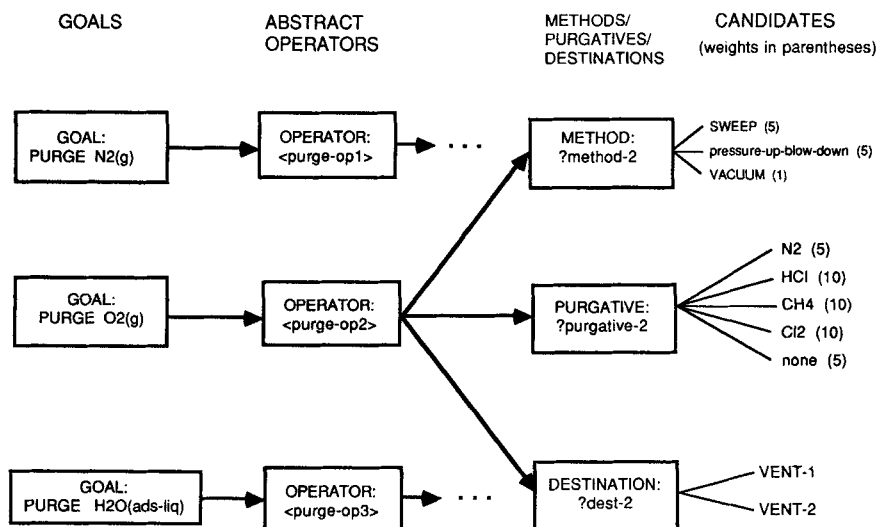 GOALS
ABSTRACT
OPERATORS
METHODS/
PURGATIVES/
DESTINATIONS
CANDIDATES
(weights in parentheses)
GOAL:
PURGE N2(g)
OPERATOR:
<purge-op1>
. . .
METHOD:
?method-2
SWEEP (5)
pressure-up-blow-down (5)
VACUUM (1)
GOAL:
PURGE O2(g)
OPERATOR:
<purge-op2>
PURGATIVE:
?purgative-2
N2 (5)
HCl (10)
CH4 (10)
Cl2 (10)
none (5)
GOAL:
PURGE H2O(ads-liq)
OPERATOR:
<purge-op3>
. . .
DESTINATION:
?dest-2
VENT-1
VENT-2